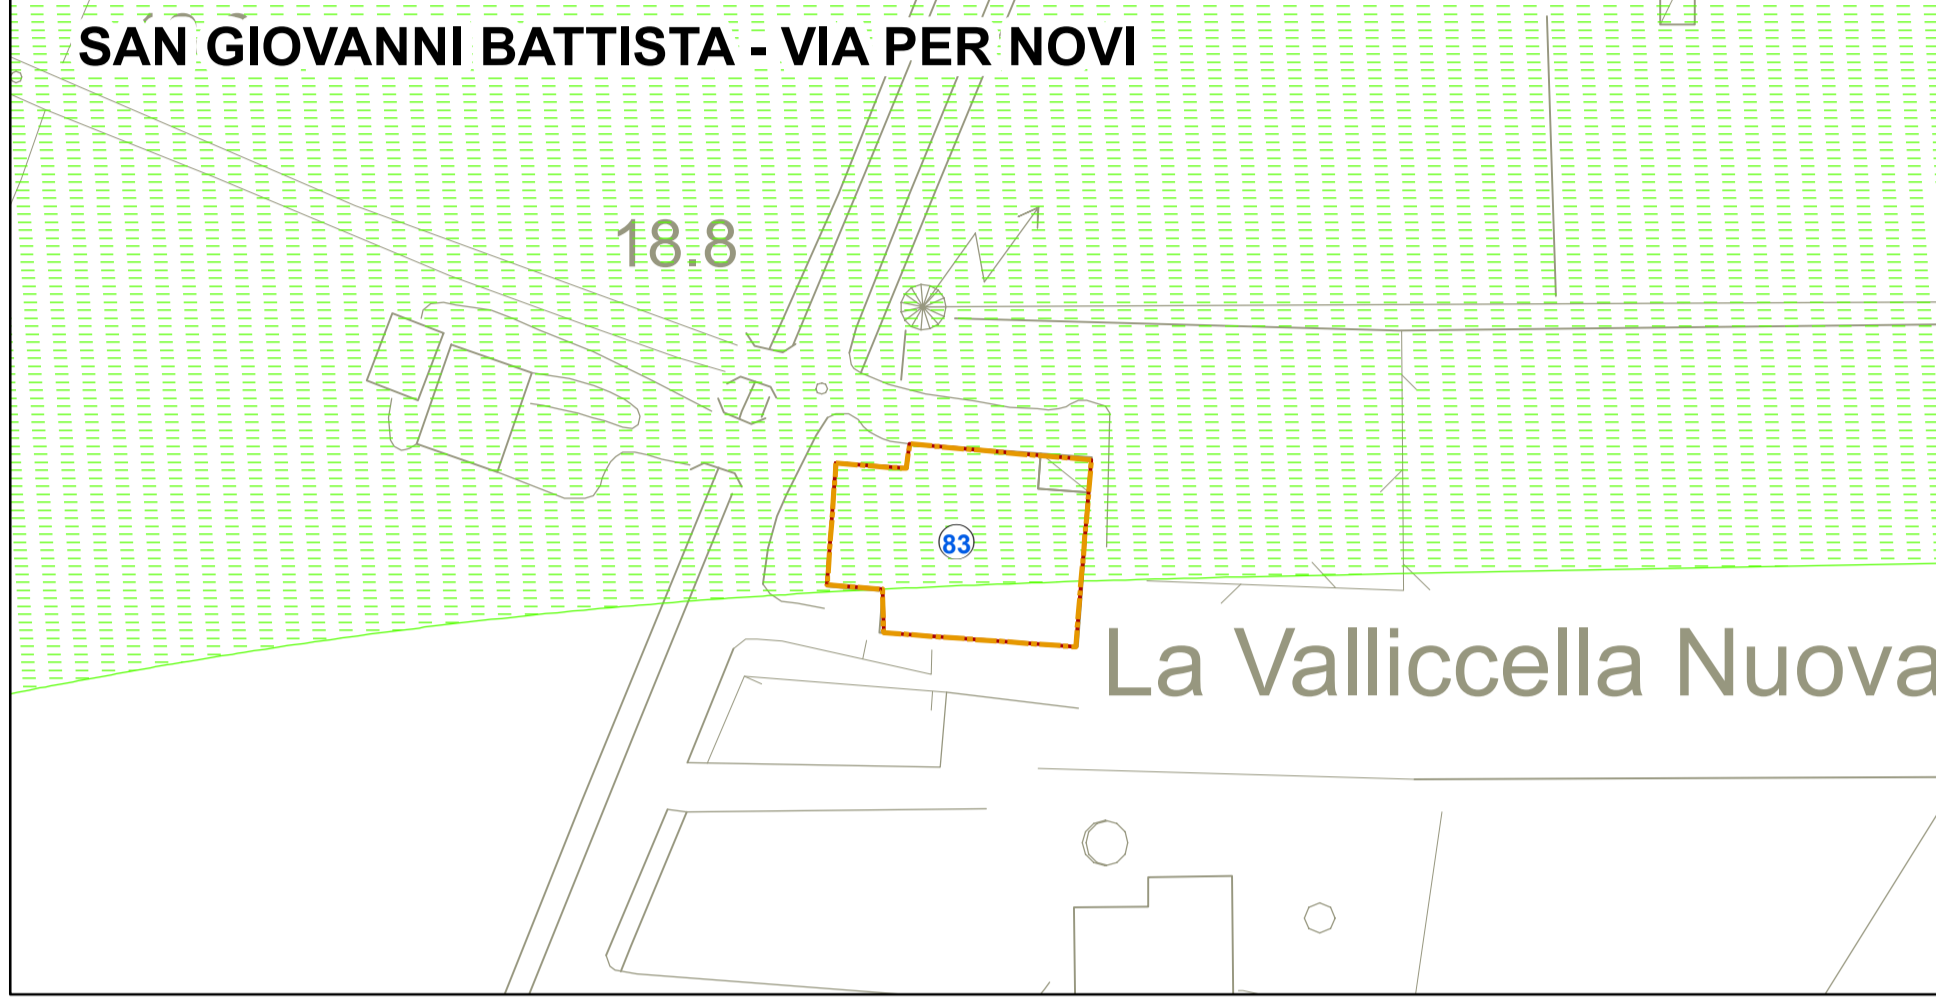 SAN GIOVANNI BATTISTA - VIA PER NOVI
18.8
83
La Valliccella Nuova